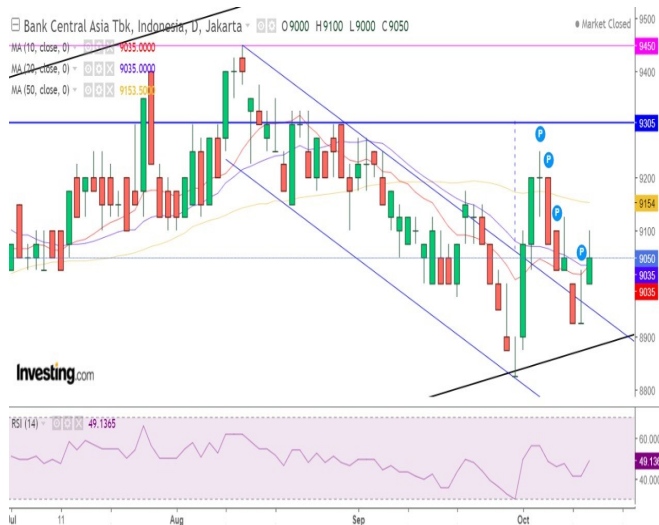 Bank Central Asia Tbk, Indonesia, D, Jakarta O9000 H9100 L9000 C9050
Market Closed
MA (10, close, 0) 9035.0000
MA (20, close, 0) 9035.0000
MA (50, close, 0) 9153.5000
9450
9400
9305
9200
9154
9100
9050
9035
9035
8900
8800
P
P
P
P
Investing.com
RSI (14) 49.1365
60.000
49.136
40.000
Jul
11
Aug
Sep
Oct